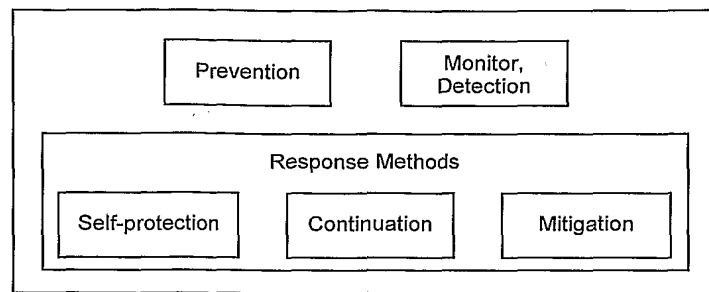 Prevention
Monitor,
Detection
Response Methods
Self-protection
Continuation
Mitigation